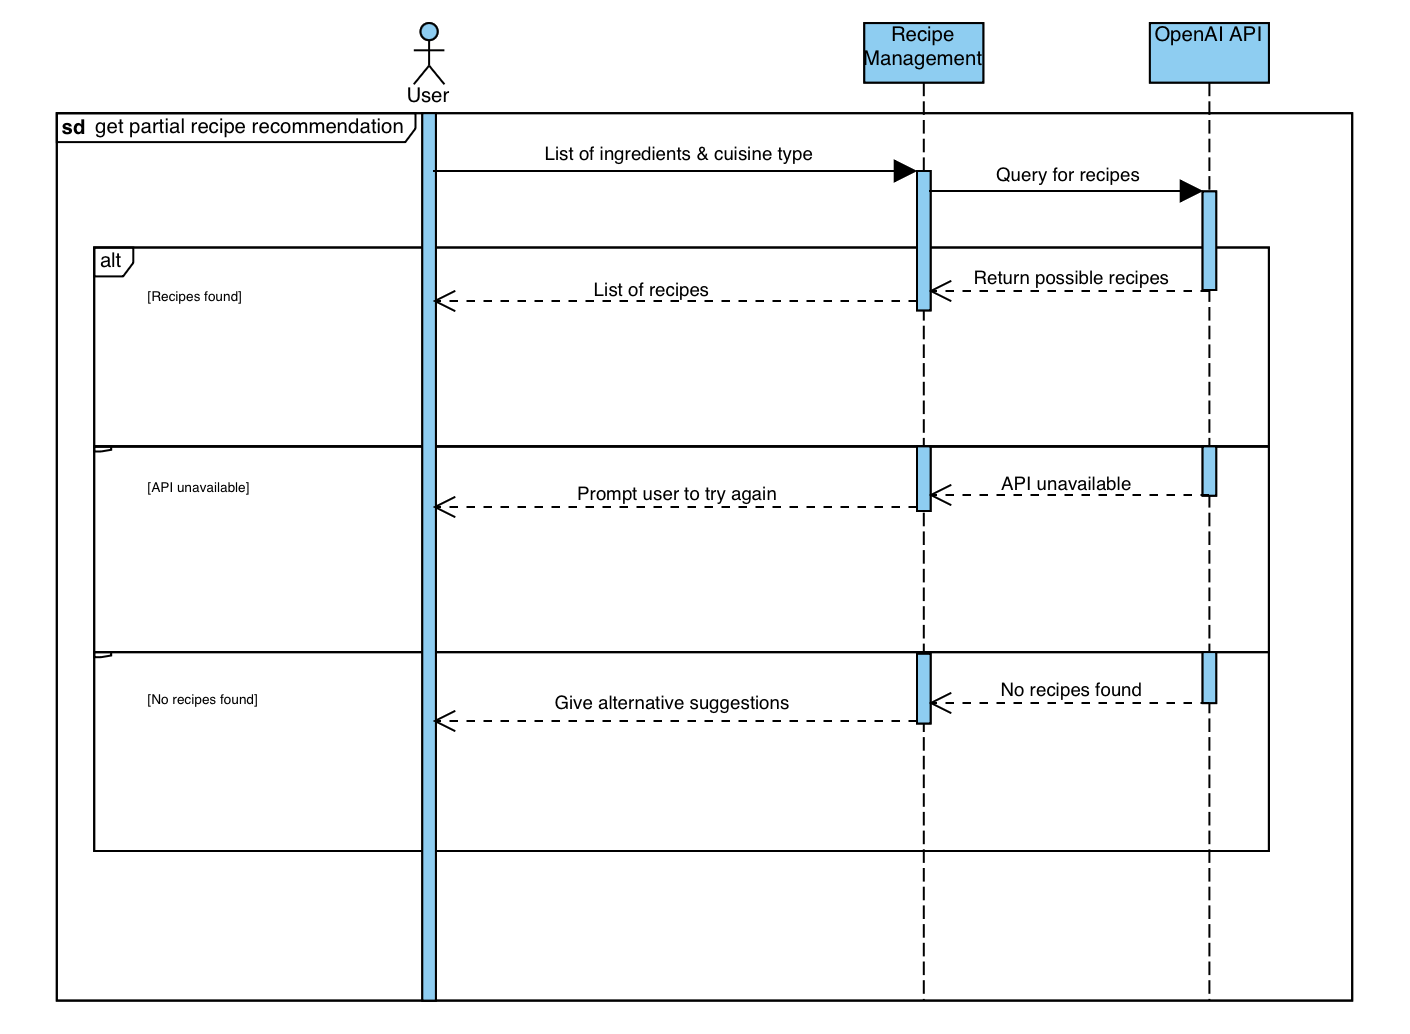 User
Recipe
Management
OpenAI API
sd get partial recipe recommendation
List of ingredients & cuisine type
Query for recipes
alt
[Recipes found]
List of recipes
Return possible recipes
[API unavailable]
Prompt user to try again
API unavailable
[No recipes found]
Give alternative suggestions
No recipes found